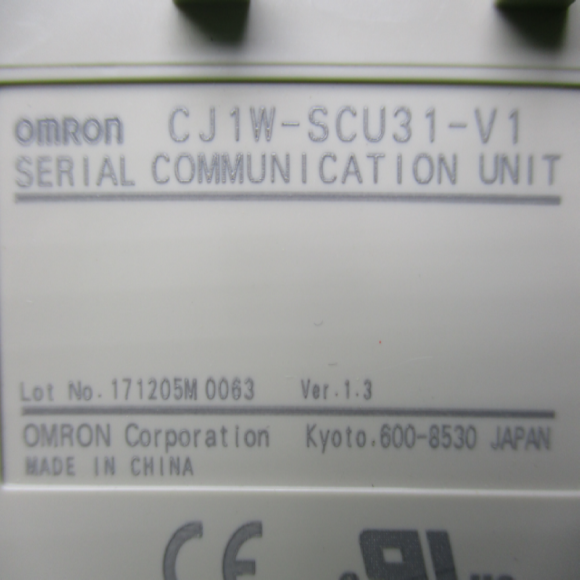 omron CJ1W-SCU31-V1
SERIAL COMMUNICATION UNIT
Lot No. 171205M 0063 Ver.1.3
OMRON Corporation Kyoto.600-8530 JAPAN
MADE IN CHINA
CE